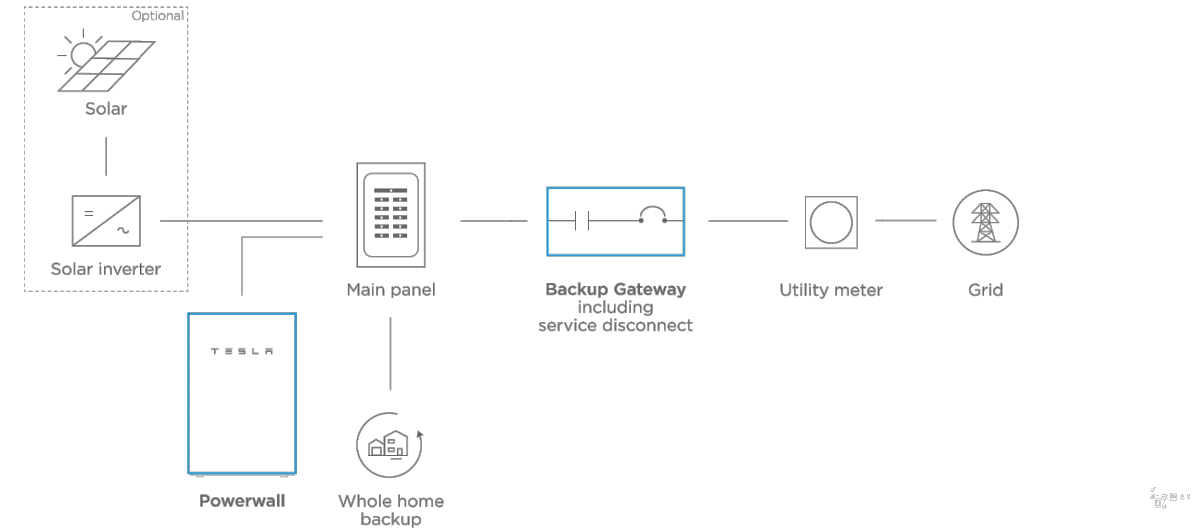 Optional
Solar
Solar inverter
TESLA
Powerwall
Main panel
Whole home
backup
Backup Gateway
including
service disconnect
Utility meter
Grid